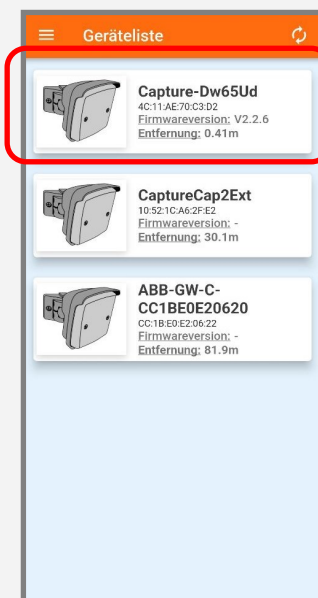 Geräteliste
Capture-Dw65Ud
4C:11:AE:70:C3:D2
Firmwareversion: V2.2.6
Entfernung: 0.41m
CaptureCap2Ext
10:52:1C:A6:2F:E2
Firmwareversion: -
Entfernung: 30.1m
ABB-GW-C-
CC1BE0E20620
CC:1B:E0:E2:06:22
Firmwareversion: -
Entfernung: 81.9m